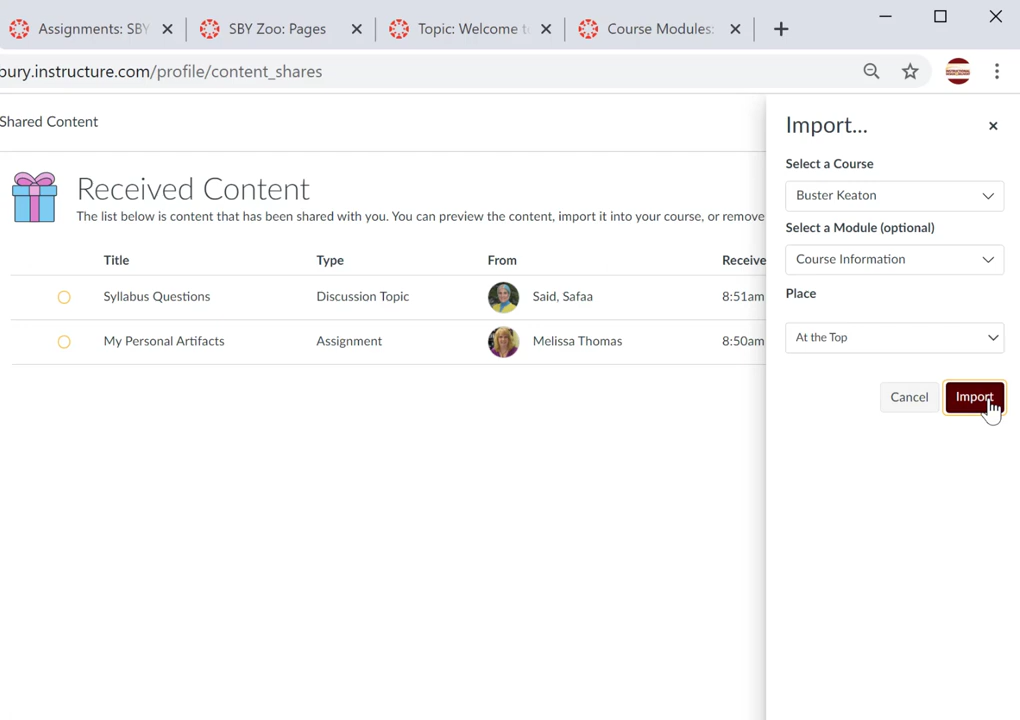 Assignments: SBY
SBY Zoo: Pages
Topic: Welcome to
Course Modules:
bury.instructure.com/profile/content_shares
Shared Content
Received Content
The list below is content that has been shared with you. You can preview the content, import it into your course, or remove
Title Type From Receive
Syllabus Questions Discussion Topic Said, Safaa 8:51am
My Personal Artifacts Assignment Melissa Thomas 8:50am
Import...
Select a Course
Buster Keaton
Select a Module (optional)
Course Information
Place
At the Top
Cancel Import